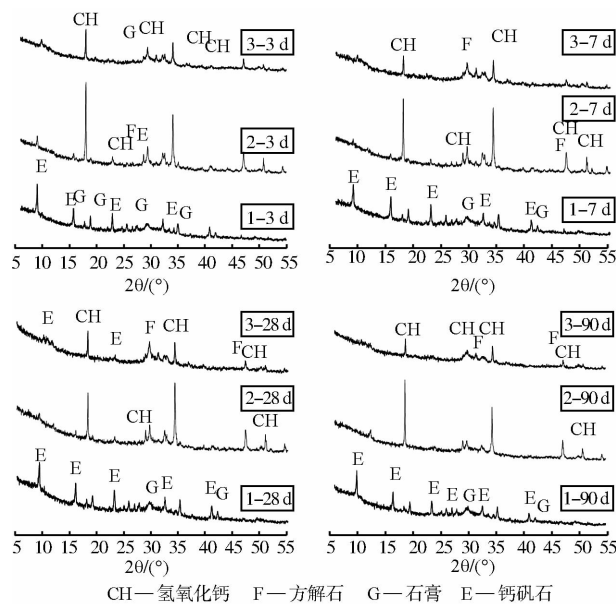 CH G CH CH CH 3-3 d
CH F E 2-3 d
E E G G E G E G 1-3 d
5 10 15 20 25 30 35 40 45 50 55
2θ/(°)
CH F CH 3-7 d
CH CH F CH 2-7 d
E E E G E E G 1-7 d
5 10 15 20 25 30 35 40 45 50 55
2θ/(°)
E CH E F CH F CH 3-28 d
CH CH 2-28 d
E E E G E E G 1-28 d
5 10 15 20 25 30 35 40 45 50 55
2θ/(°)
CH CH F CH F CH 3-90 d
CH 2-90 d
E E E E G E E G 1-90 d
5 10 15 20 25 30 35 40 45 50 55
2θ/(°)
CH—氢氧化钙 F—方解石 G—石膏 E—钙矾石